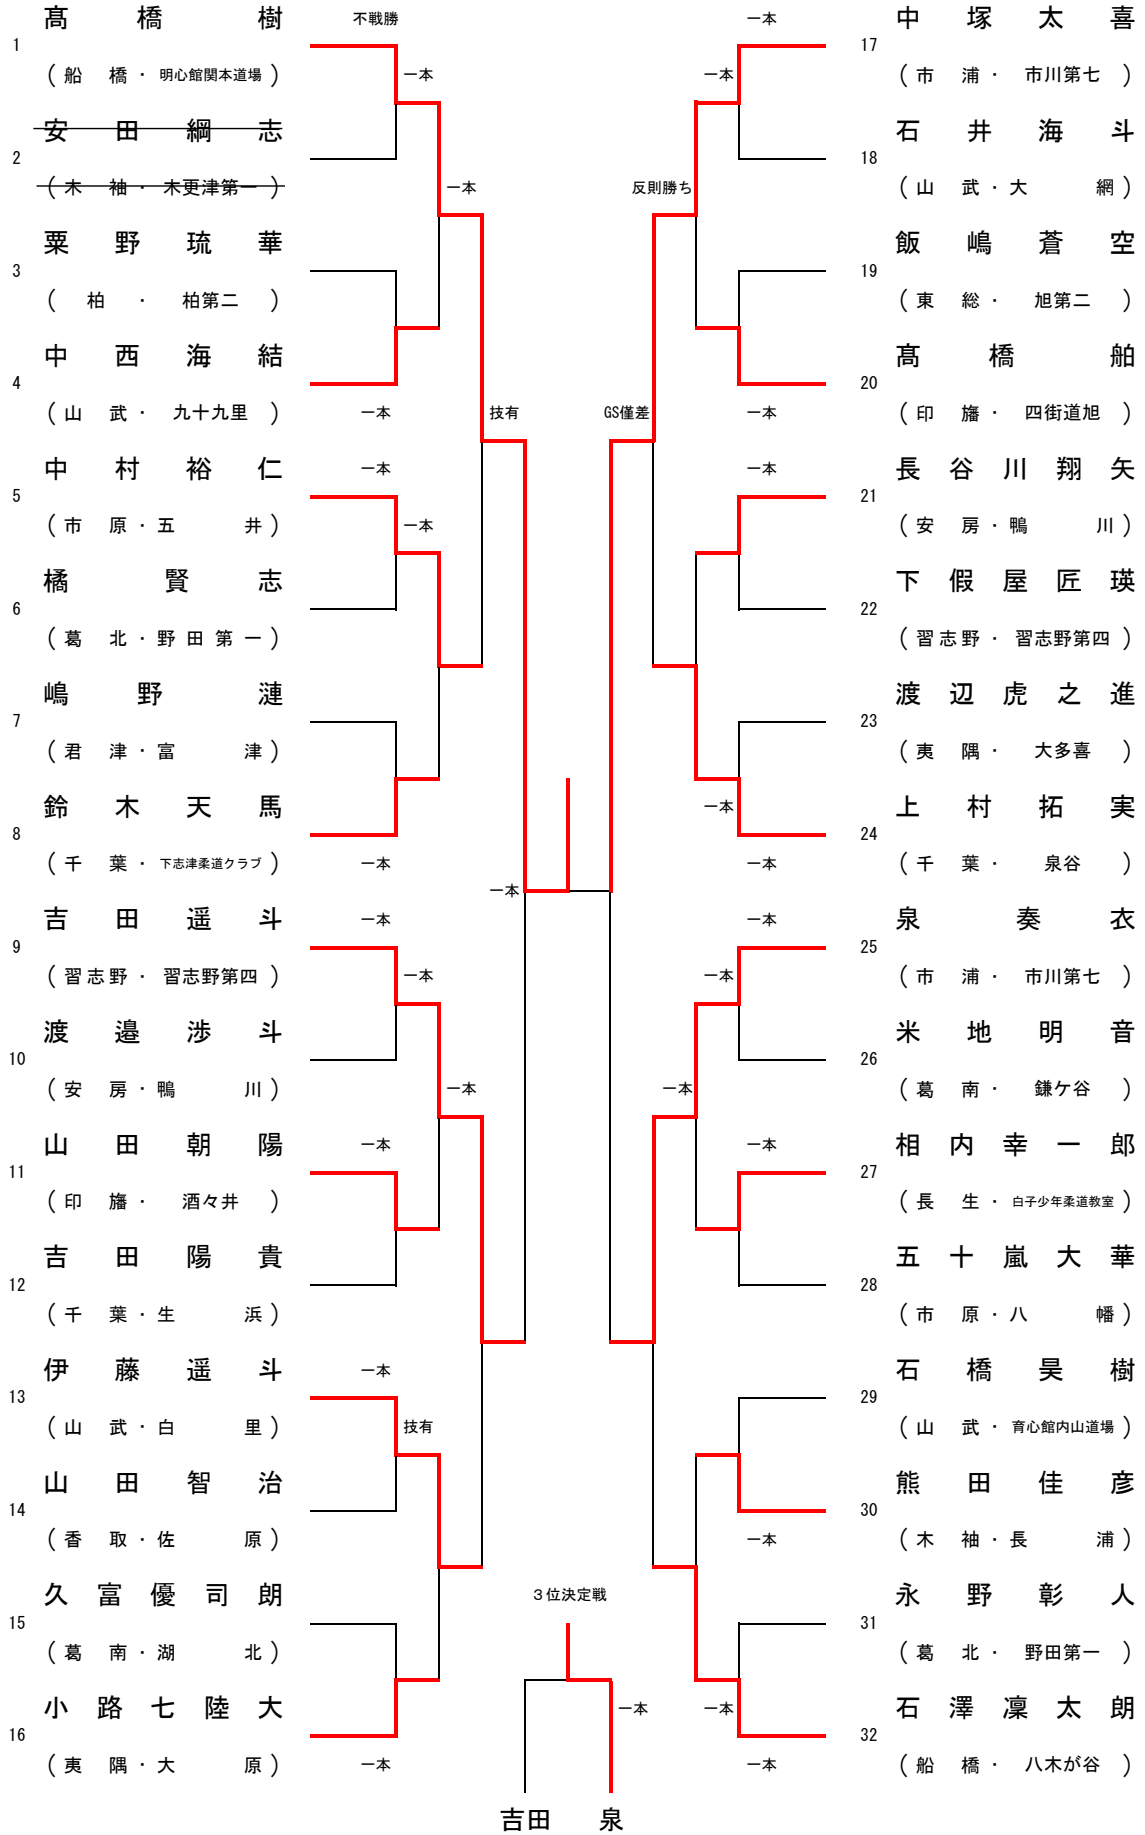 髙橋樹
不戦勝
1
(船橋・明心館関本道場)
一本
安田綱志
2
(木袖・木更津第一)
一本
粟野琉華
3
(柏・柏第二)
中西海結
4
(山武・九十九里)
一本
技有
中村裕仁
一本
5
(市原・五井)
一本
橘賢志
6
(葛北・野田第一)
嶋野漣
7
(君津・富津)
鈴木天馬
8
(千葉・下志津柔道クラブ)
一本
一本
吉田遥斗
一本
9
(習志野・習志野第四)
一本
渡邉渉斗
10
(安房・鴨川)
一本
山田朝陽
一本
11
(印旛・酒々井)
吉田陽貴
12
(千葉・生浜)
伊藤遥斗
一本
13
(山武・白里)
技有
山田智治
14
(香取・佐原)
久富優司朗
15
(葛南・湖北)
小路七陸大
16
(夷隅・大原)
一本
中塚太喜
一本
17
(市浦・市川第七)
一本
石井海斗
18
(山武・大網)
反則勝ち
飯嶋蒼空
19
(東総・旭第二)
髙橋舶
20
(印旛・四街道旭)
一本
GS僅差
長谷川翔矢
一本
21
(安房・鴨川)
下假屋匠瑛
22
(習志野・習志野第四)
渡辺虎之進
23
(夷隅・大多喜)
上村拓実
一本
24
(千葉・泉谷)
一本
泉奏衣
一本
25
(市浦・市川第七)
一本
米地明音
26
(葛南・鎌ケ谷)
一本
相内幸一郎
一本
27
(長生・白子少年柔道教室)
五十嵐大華
28
(市原・八幡)
石橋昊樹
29
(山武・育心館内山道場)
熊田佳彦
30
(木袖・長浦)
一本
永野彰人
31
(葛北・野田第一)
石澤凜太朗
一本
32
(船橋・八木が谷)
一本
３位決定戦
一本
吉田 泉